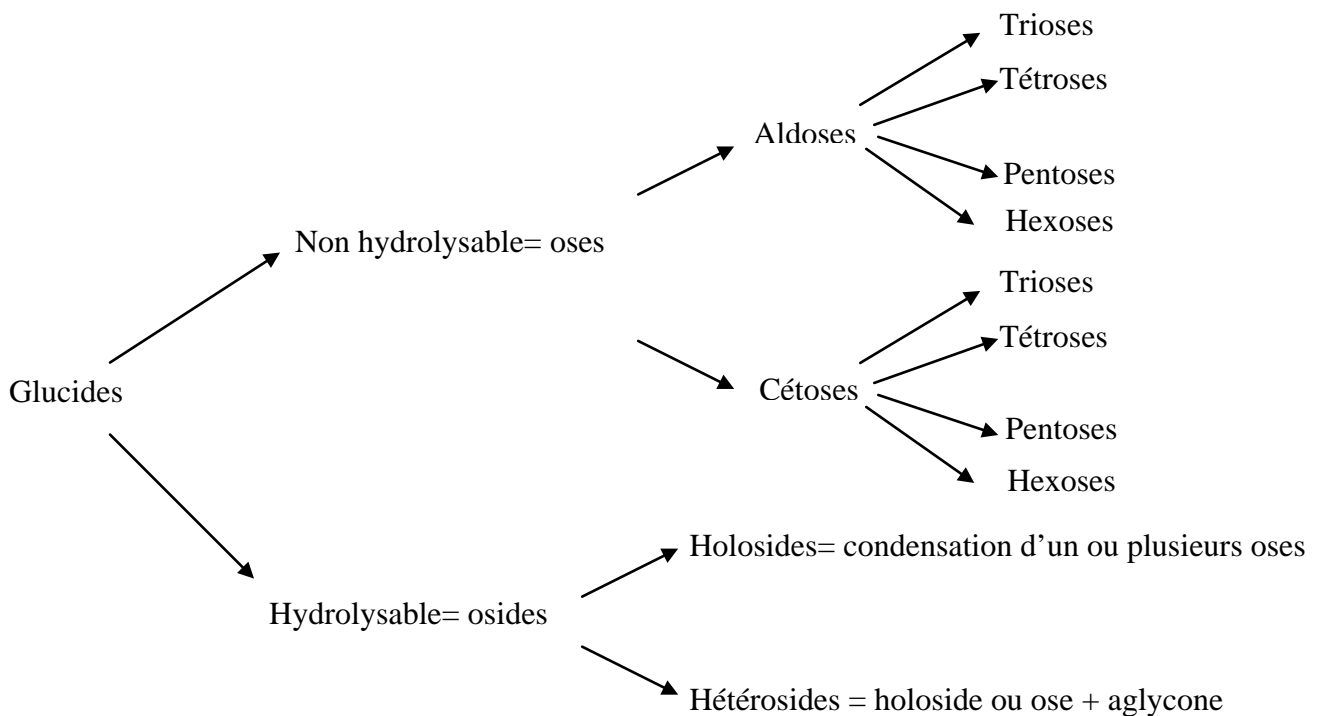 Trioses
Tétroses
Aldoses
Pentoses
Hexoses
Non hydrolysable= oses
Trioses
Tétroses
Glucides
Cétoses
Pentoses
Hexoses
Holosides= condensation d’un ou plusieurs oses
Hydrolysable= osides
Hétérosides = holoside ou ose + aglycone